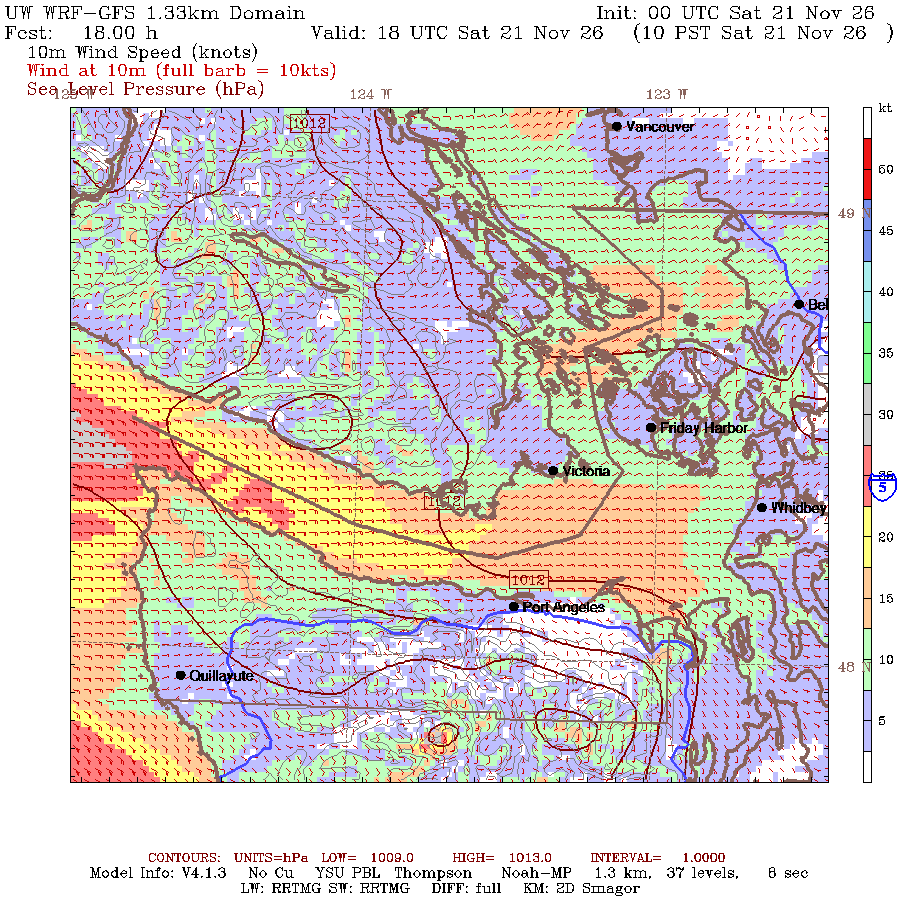 UW WRF-GFS 1.33km Domain Init: 00 UTC Sat 21 Nov 26
Fcst: 18.00 h Valid: 18 UTC Sat 21 Nov 26 (10 PST Sat 21 Nov 26 )
10m Wind Speed (knots)
Wind at 10m (full barb = 10kts)
Sea Level Pressure (hPa)
125 W 124 W 123 W
kt
1012
Vancouver
60
49 N
45
40
Bel
35
30
Friday Harbor
Victoria
25
5
1012
Whidbey
20
1012
Port Angeles
15
48 N
10
Quillayute
5
CONTOURS: UNITS=hPa LOW= 1009.0 HIGH= 1013.0 INTERVAL= 1.0000
Model Info: V4.1.3 No Cu YSU PBL Thompson Noah-MP 1.3 km, 37 levels, 8 sec
LW: RRTMG SW: RRTMG DIFF: full KM: 2D Smagor